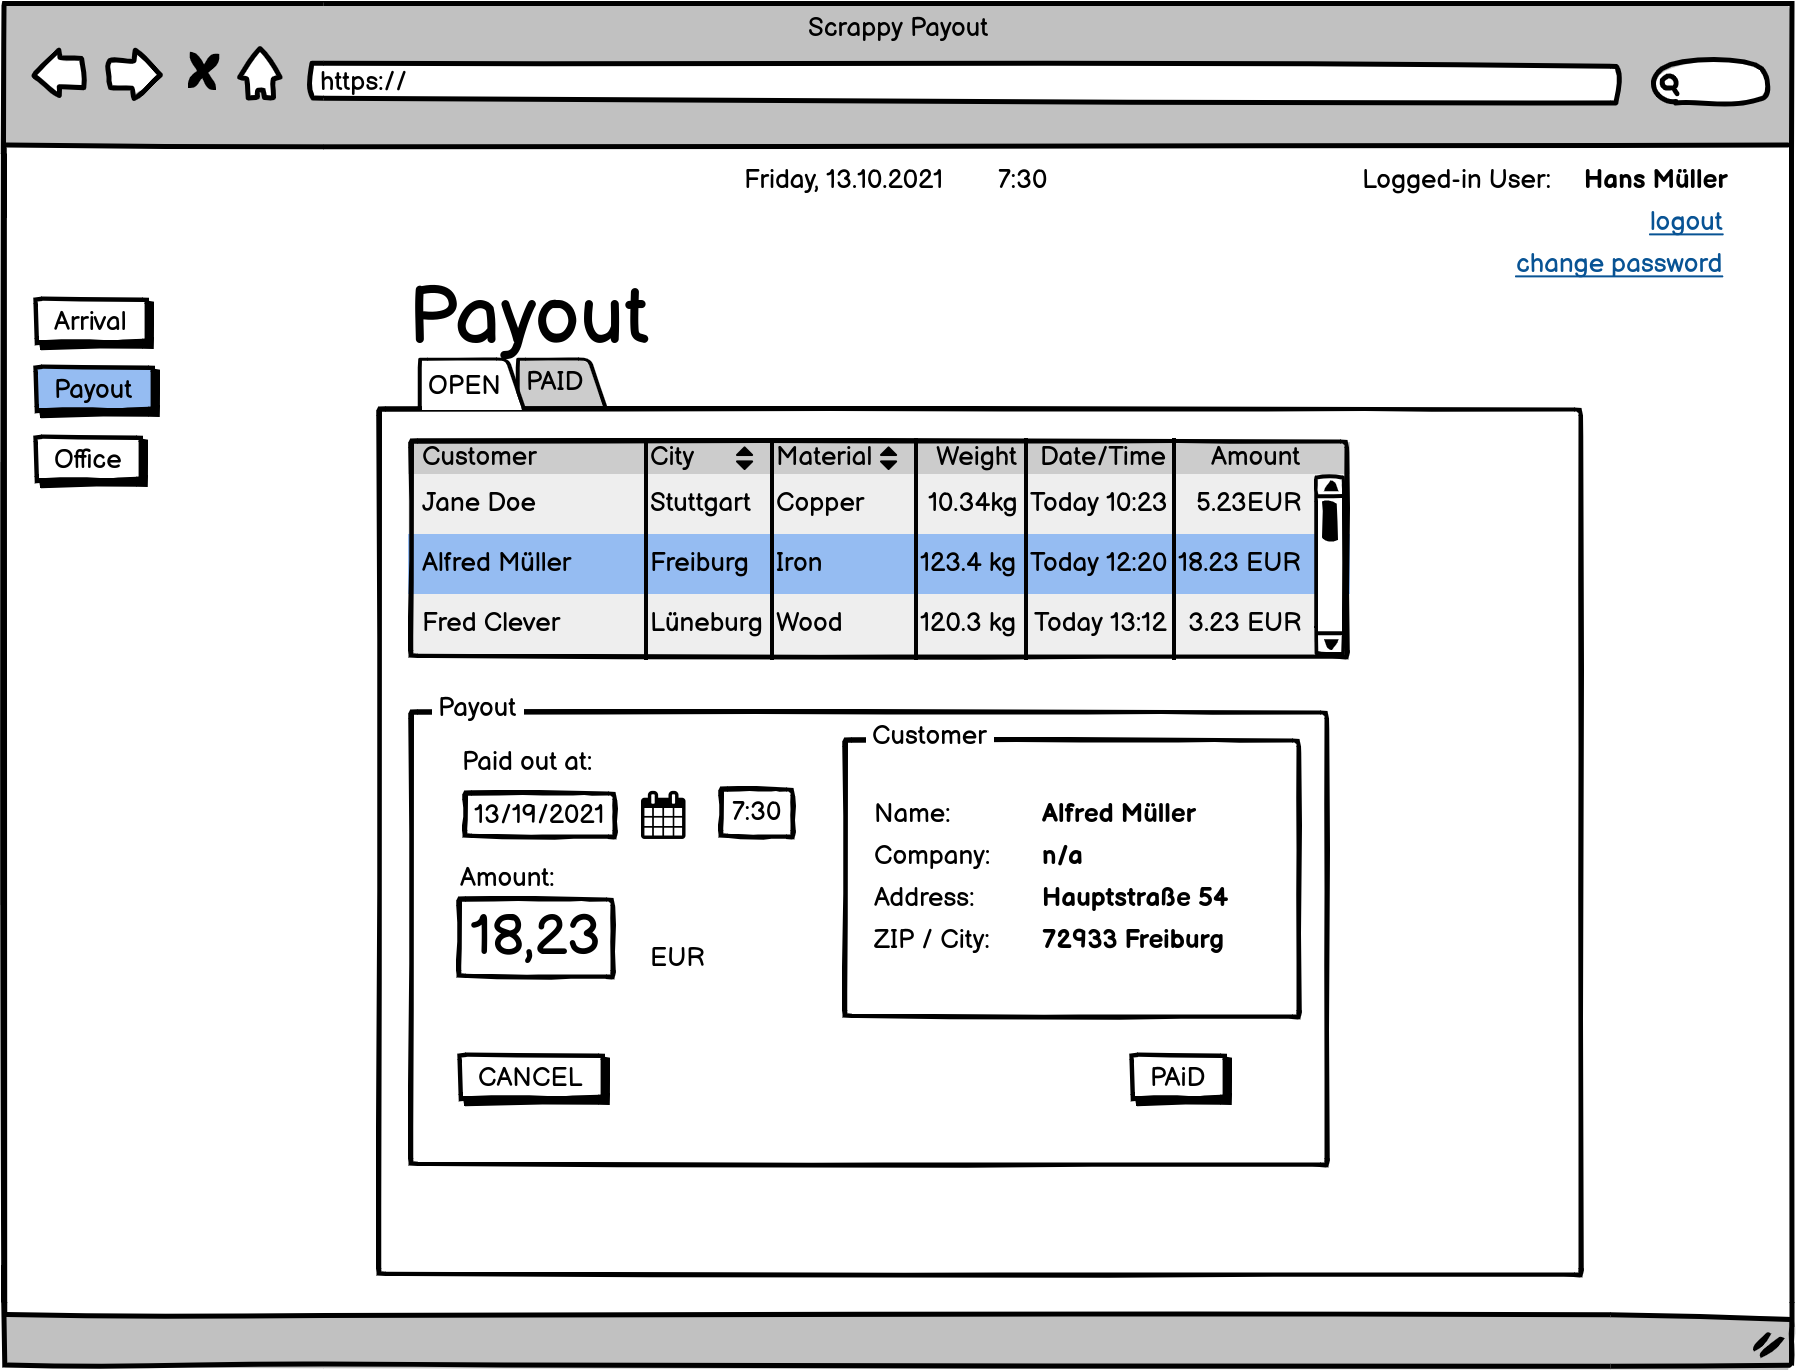 Scrappy Payout
https://
Friday, 13.10.2021 7:30 Logged-in User: Hans Müller
logout
change password
Arrival
Payout
Office
Payout
OPEN PAID
Customer City Material Weight Date/Time Amount
Jane Doe Stuttgart Copper 10.34kg Today 10:23 5.23EUR
Alfred Müller Freiburg Iron 123.4 kg Today 12:20 18.23 EUR
Fred Clever Lüneburg Wood 120.3 kg Today 13:12 3.23 EUR
Payout
Paid out at:
13/19/2021 7:30
Amount:
18,23 EUR
Customer
Name: Alfred Müller
Company: n/a
Address: Hauptstraße 54
ZIP / City: 72933 Freiburg
CANCEL PAiD